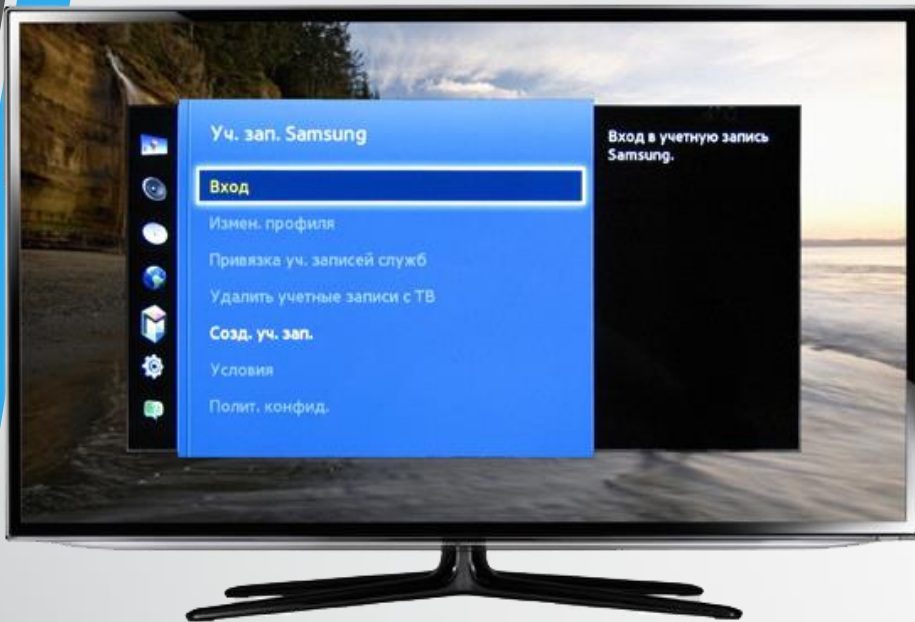 Уч. зап. Samsung
Вход
Измен. профиля
Привязка уч. записей служб
Удалить учетные записи с ТВ
Созд. уч. зап.
Условия
Полит. конфид.
Вход в учетную запись
Samsung.